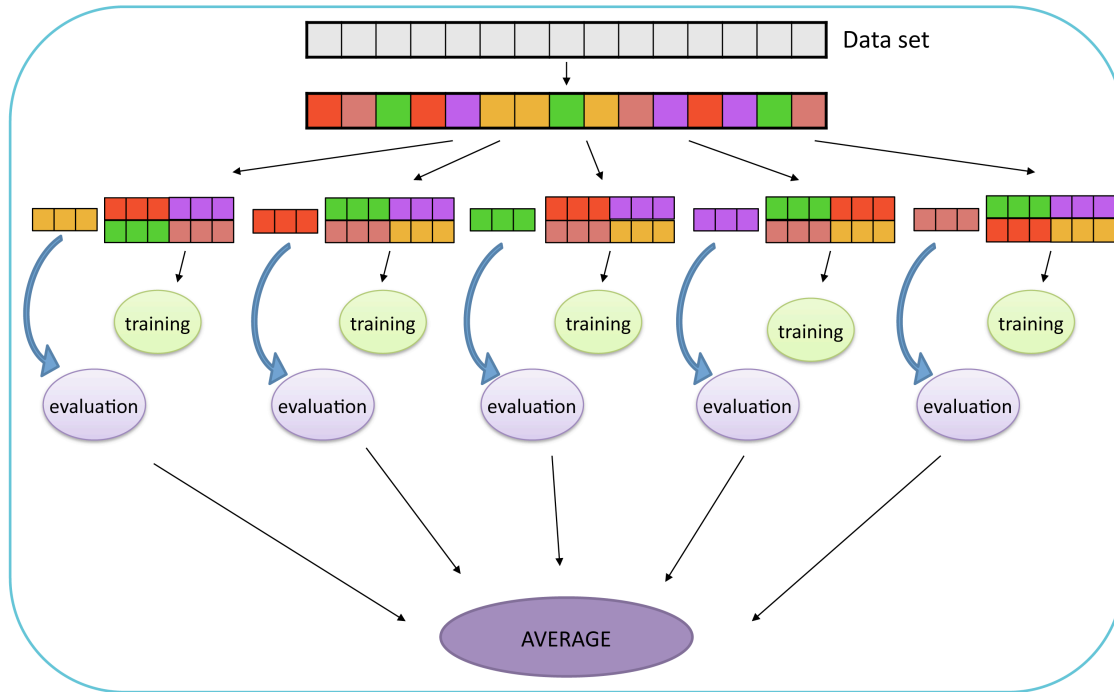 Data set
training
training
training
training
training
evaluation
evaluation
evaluation
evaluation
evaluation
AVERAGE